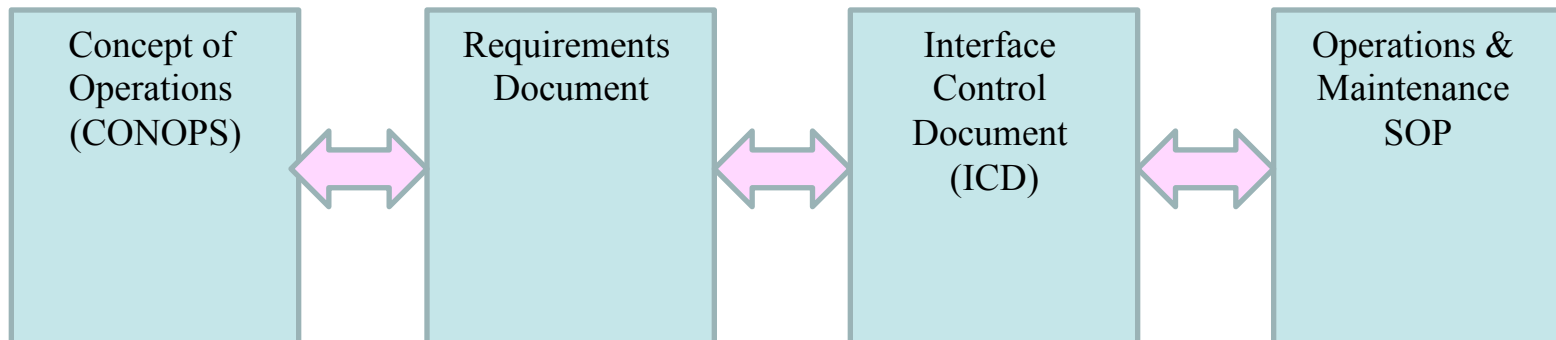 Concept of
Operations
(CONOPS)
Requirements
Document
Interface
Control
Document
(ICD)
Operations &
Maintenance
SOP